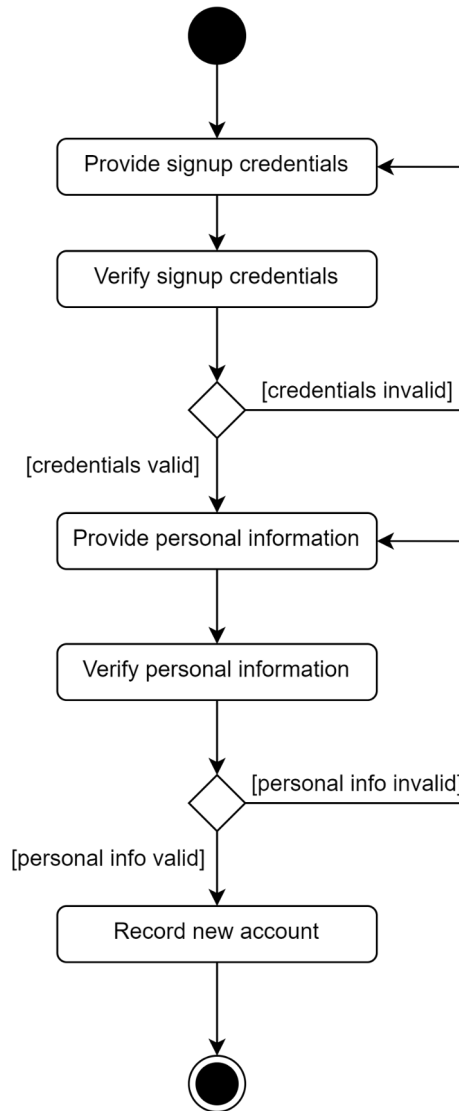 Provide signup credentials
Verify signup credentials
[credentials invalid]
[credentials valid]
Provide personal information
Verify personal information
[personal info invalid]
[personal info valid]
Record new account